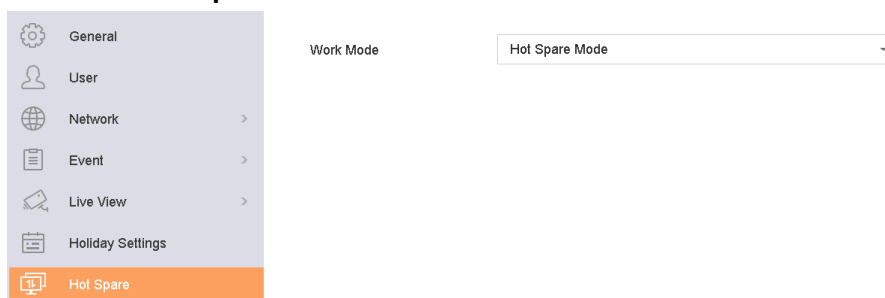 General
User
Network
Event
Live View
Holiday Settings
Hot Spare
Work Mode
Hot Spare Mode